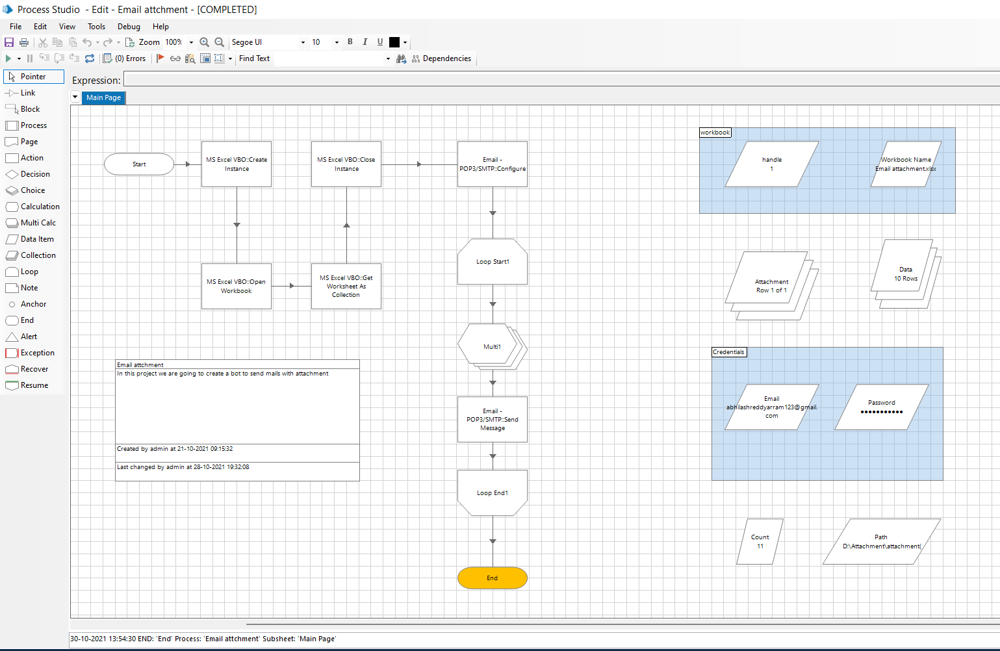 Process Studio - Edit - Email attchment - [COMPLETED]
File Edit View Tools Debug Help
Zoom 100% Segoe UI 10 B I U
(0) Errors Find Text Dependencies
Expression:
Main Page
Pointer
Link
Block
Process
Page
Action
Decision
Choice
Calculation
Multi Calc
Data Item
Collection
Loop
Note
Anchor
End
Alert
Exception
Recover
Resume
Start
MS Excel VBO::Create
Instance
MS Excel VBO::Close
Instance
Email -
POP3/SMTP::Configure
MS Excel VBO::Open
Workbook
MS Excel VBO::Get
Worksheet As
Collection
Loop Start1
Multi1
Email -
POP3/SMTP::Send
Message
Loop End1
End
Email attchment
In this project we are going to create a bot to send mails with attachment
Created by admin at 21-10-2021 09:15:32
Last changed by admin at 28-10-2021 19:32:08
workbook
handle
1
Workbook Name
Email attachment.xlsx
Attachment
Row 1 of 1
Data
10 Rows
Credentials
Email
abhilashreddyarram123@gmail.
com
Password
•••••••••••
Count
11
Path
D:\Attachment\attachment(
30-10-2021 13:54:30 END: 'End' Process: 'Email attchment' Subsheet: 'Main Page'